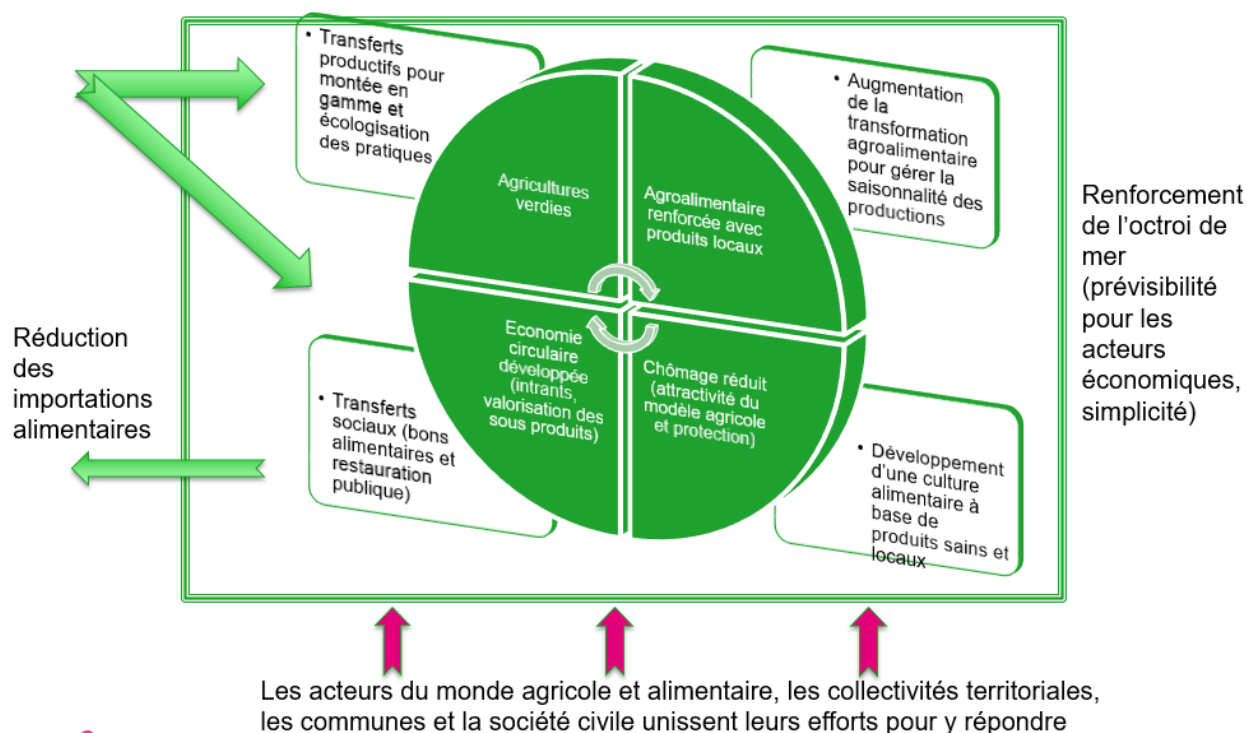 • Transferts
productifs pour
montée en
gamme et
écologisation
des pratiques
• Augmentation
de la
transformation
agroalimentaire
pour gérer la
saisonnalité des
productions
Agricultures
verdies
Agroalimentaire
renforcée avec
produits locaux
Renforcement
de l'octroi de
mer
(prévisibilité
pour les
acteurs
économiques,
simplicité)
Réduction
des
importations
alimentaires
• Transferts
sociaux (bons
alimentaires et
restauration
publique)
Economie
circulaire
développée
(intrants,
valorisation des
sous produits)
Chômage réduit
(attractivité du
modèle agricole
et protection)
• Développement
d'une culture
alimentaire à
base de
produits sains et
locaux
Les acteurs du monde agricole et alimentaire, les collectivités territoriales,
les communes et la société civile unissent leurs efforts pour y répondre